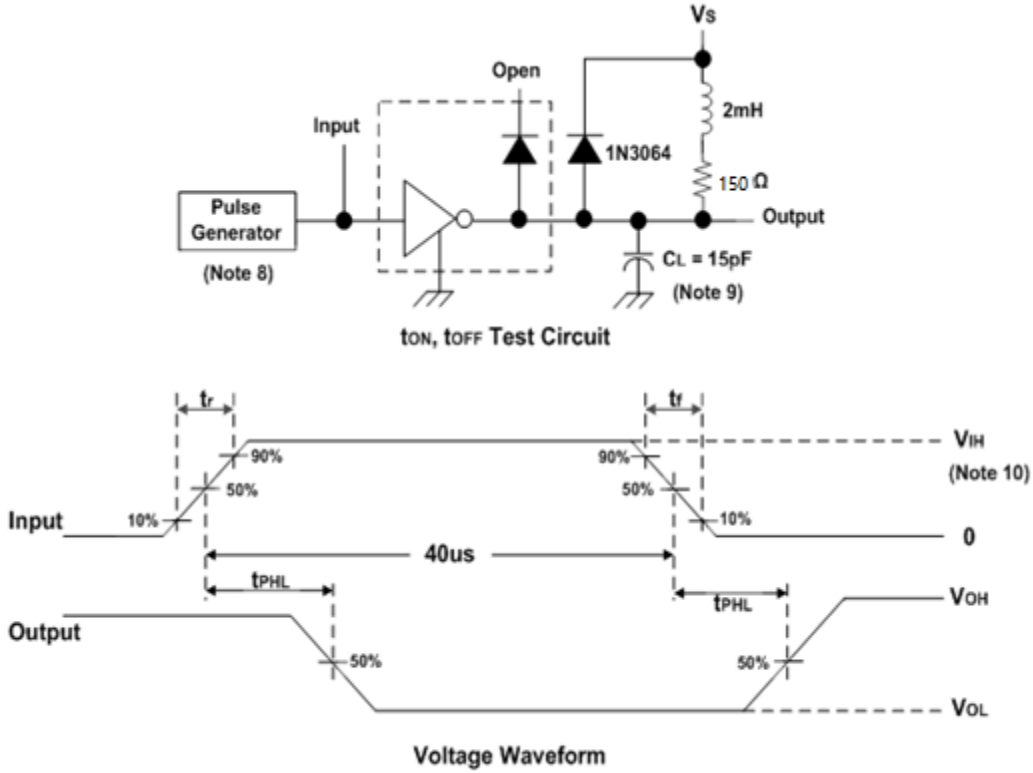 Vs
Open
2mH
Input
1N3064
150 Ω
Pulse
Generator
Output
(Note 8)
CL = 15pF
(Note 9)
tON, tOFF Test Circuit
tr
tf
90%
90%
VIH
50%
50%
(Note 10)
Input
10%
10%
0
40us
tPHL
tPHL
VOH
Output
50%
50%
VOL
Voltage Waveform